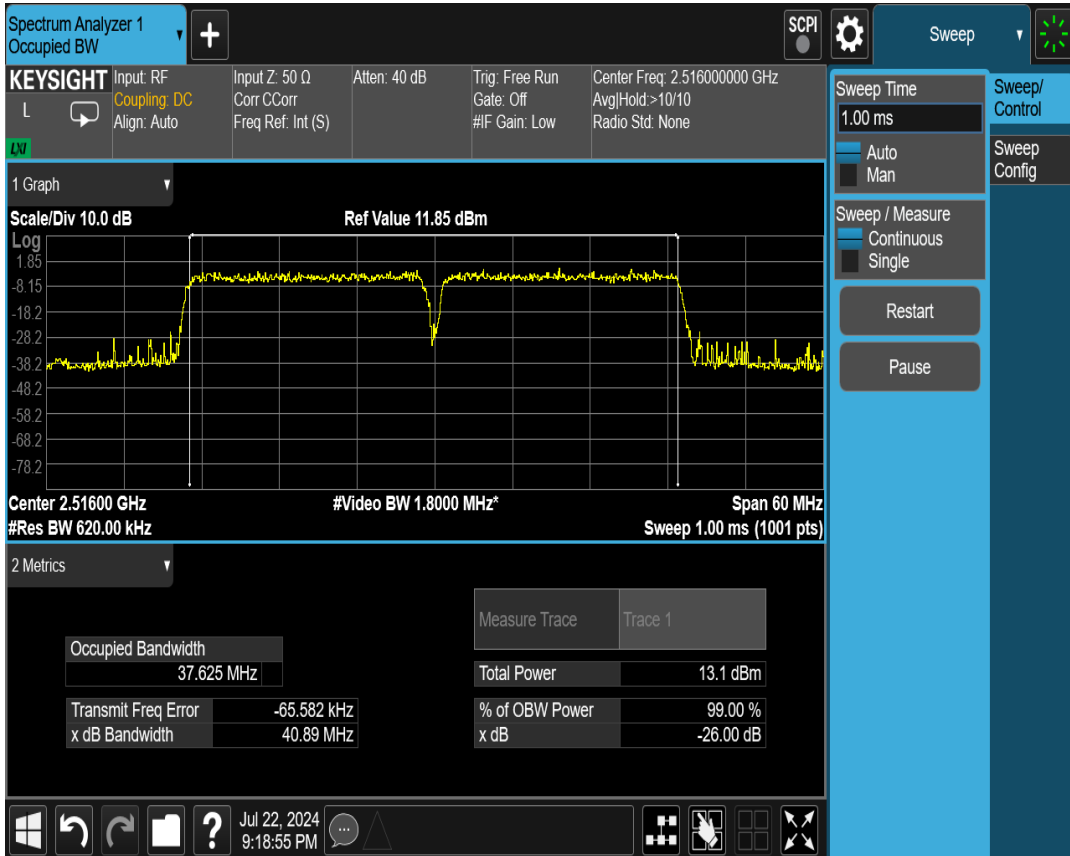 Spectrum Analyzer 1
Occupied BW
+
SCPI
Sweep
KEYSIGHT
L
LXI
Input: RF
Coupling: DC
Align: Auto
Input Z: 50 Ω
Corr CCorr
Freq Ref: Int (S)
Atten: 40 dB
Trig: Free Run
Gate: Off
#IF Gain: Low
Center Freq: 2.516000000 GHz
Avg|Hold:>10/10
Radio Std: None
Sweep Time
1.00 ms
Auto
Man
Sweep / Measure
Continuous
Single
Restart
Pause
Sweep/
Control
Sweep
Config
1 Graph
Scale/Div 10.0 dB
Ref Value 11.85 dBm
Log
1.85
-8.15
-18.2
-28.2
-38.2
-48.2
-58.2
-68.2
-78.2
Center 2.51600 GHz
#Video BW 1.8000 MHz*
Span 60 MHz
#Res BW 620.00 kHz
Sweep 1.00 ms (1001 pts)
2 Metrics
Measure Trace
Trace 1
Occupied Bandwidth
37.625 MHz
Total Power
13.1 dBm
Transmit Freq Error
-65.582 kHz
% of OBW Power
99.00 %
x dB Bandwidth
40.89 MHz
x dB
-26.00 dB
?
Jul 22, 2024
9:18:55 PM